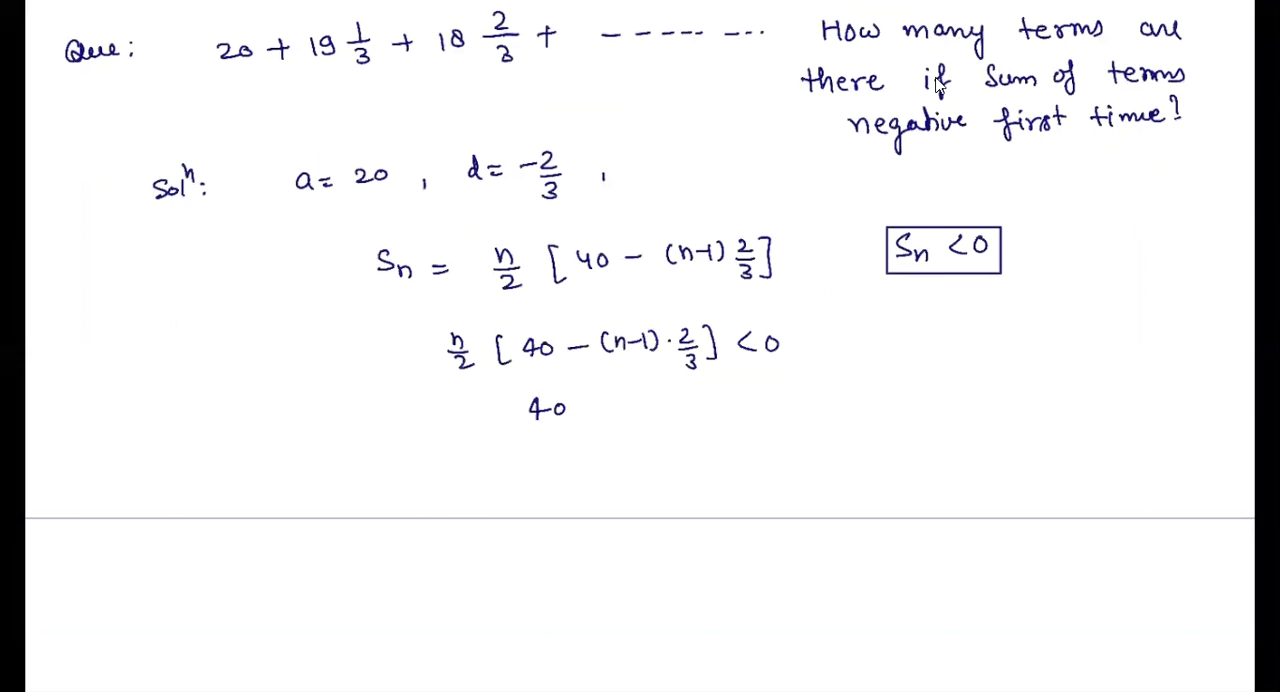 Que: 20 + 19 1/3 + 18 2/3 + - - - - - - - ... How many terms are
there if Sum of terms
negative first time?
Solⁿ: a = 20 , d = -2/3 ,
Sn = n/2 [40 - (n-1) 2/3] Sn < 0
n/2 [40 - (n-1) · 2/3] < 0
40